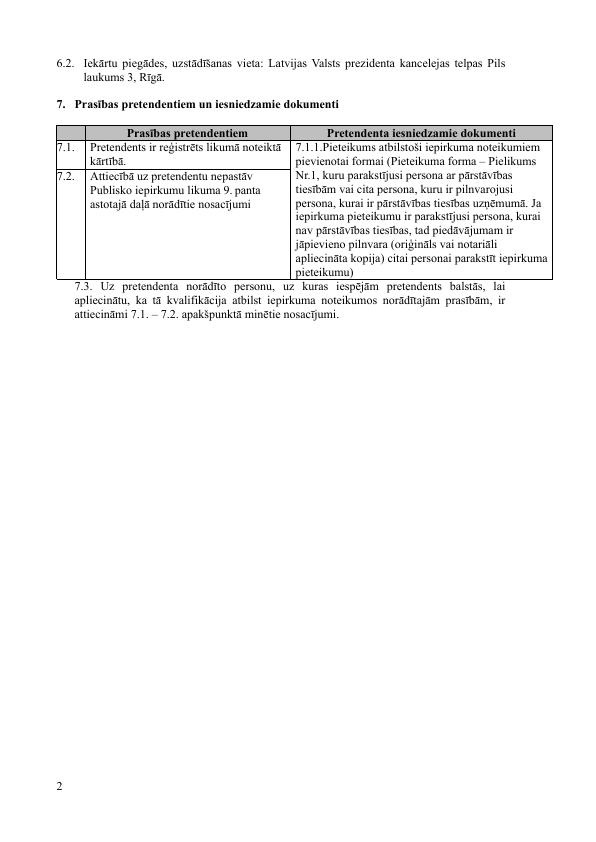 6.2. Iekārtu piegādes, uzstādīšanas vieta: Latvijas Valsts prezidenta kancelejas telpas Pils
laukums 3, Rīgā.
7. Prasības pretendentiem un iesniedzamie dokumenti
Prasības pretendentiem
Pretendenta iesniedzamie dokumenti
7.1. Pretendents ir reģistrēts likumā noteiktā
kārtībā.
7.2. Attiecībā uz pretendentu nepastāv
Publisko iepirkumu likuma 9. panta
astotajā daļā norādītie nosacījumi
7.1.1.Pieteikums atbilstoši iepirkuma noteikumiem
pievienotai formai (Pieteikuma forma – Pielikums
Nr.1, kuru parakstījusi persona ar pārstāvības
tiesībām vai cita persona, kuru ir pilnvarojusi
persona, kurai ir pārstāvības tiesības uzņēmumā. Ja
iepirkuma pieteikumu ir parakstījusi persona, kurai
nav pārstāvības tiesības, tad piedāvājumam ir
jāpievieno pilnvara (oriģināls vai notariāli
apliecināta kopija) citai personai parakstīt iepirkuma
pieteikumu)
7.3. Uz pretendenta norādīto personu, uz kuras iespējām pretendents balstās, lai
apliecinātu, ka tā kvalifikācija atbilst iepirkuma noteikumos norādītajām prasībām, ir
attiecināmi 7.1. – 7.2. apakšpunktā minētie nosacījumi.
2